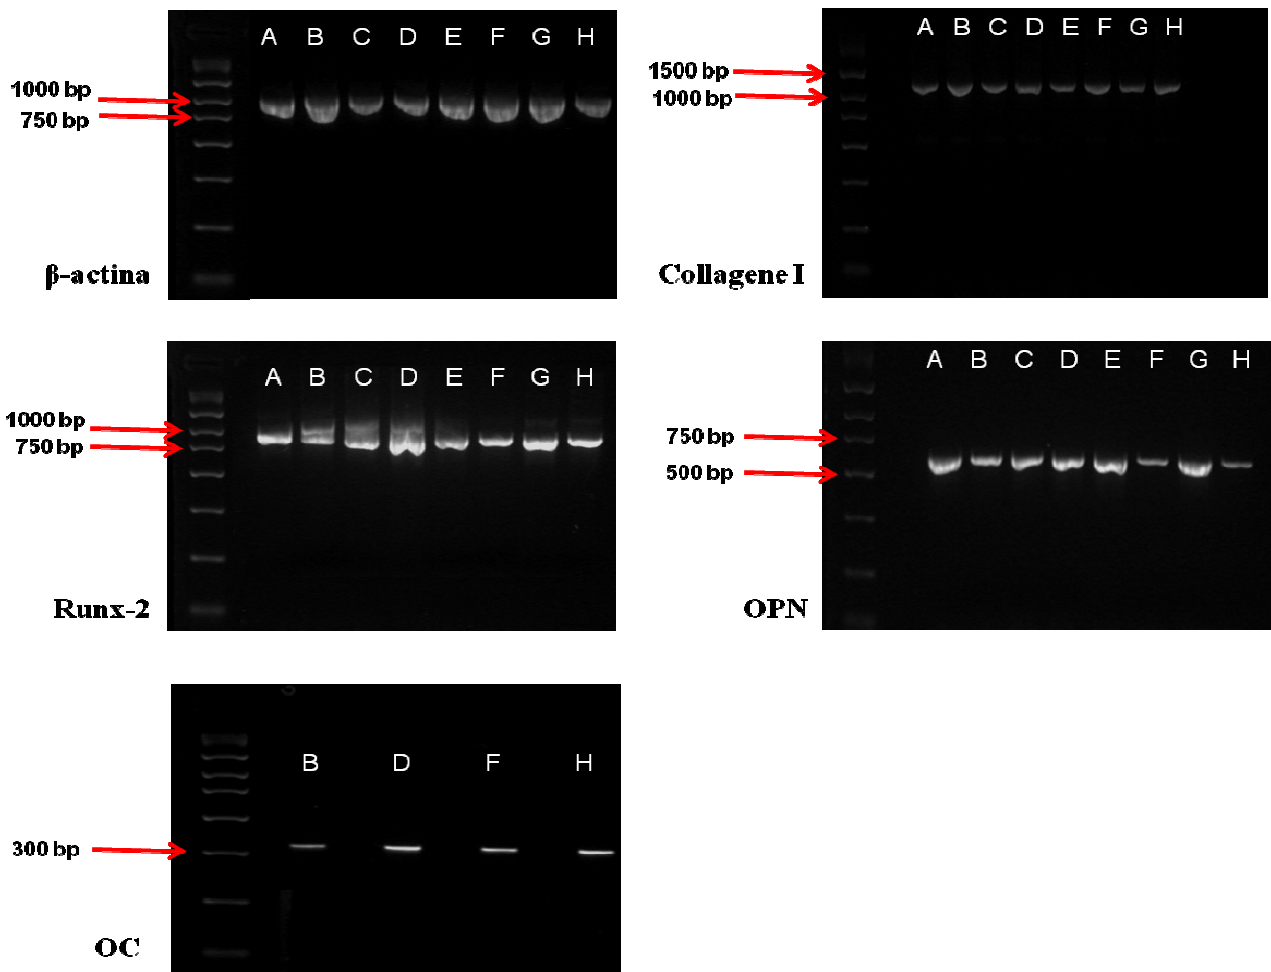 A B C D E F G H
1000 bp
750 bp
β-actina
A B C D E F G H
1500 bp
1000 bp
Collagene I
A B C D E F G H
1000 bp
750 bp
Runx-2
A B C D E F G H
750 bp
500 bp
OPN
B D F H
300 bp
OC